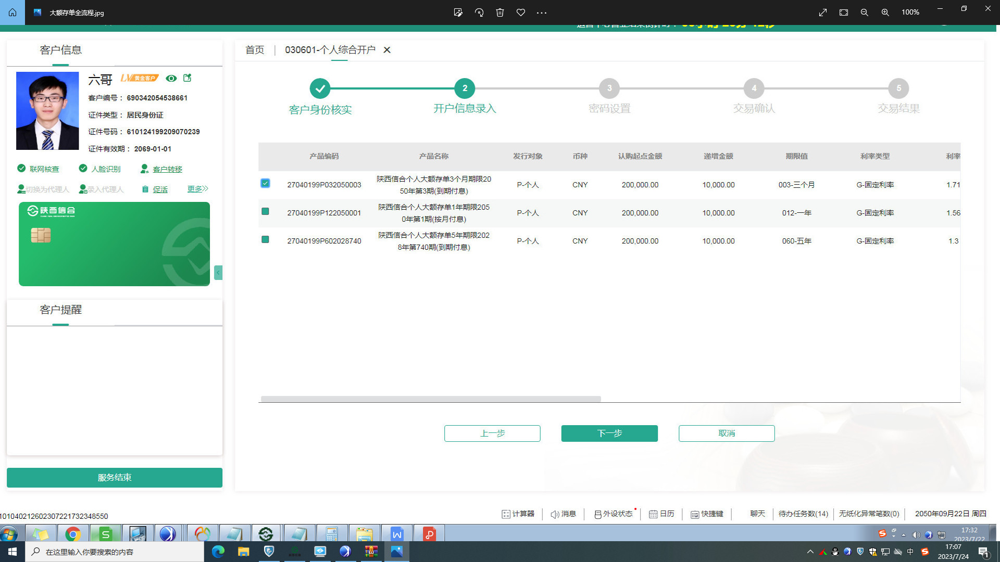 大额存单全流程.jpg
100%
客户信息
六哥
LV黄金客户
客户编号： 690342054538661
证件类型： 居民身份证
证件号码： 610124199209070239
证件有效期： 2069-01-01
联网核查
人脸识别
客户转移
切换为代理人
录入代理人
促活
更多
陕西信合
客户提醒
服务结束
首页
030601-个人综合开户
2
3
4
5
客户身份核实
开户信息录入
密码设置
交易确认
交易结果
产品编码 产品名称 发行对象 币种 认购起点金额 递增金额 期限值 利率类型 利率
27040199P032050003 陕西信合个人大额存单3个月期限20 P-个人 CNY 200,000.00 10,000.00 003-三个月 G-固定利率 1.71
50年第3期(到期付息)
27040199P122050001 陕西信合个人大额存单1年期限205 P-个人 CNY 200,000.00 10,000.00 012-一年 G-固定利率 1.56
0年第1期(按月付息)
27040199P602028740 陕西信合个人大额存单5年期限202 P-个人 CNY 200,000.00 10,000.00 060-五年 G-固定利率 1.3
8年第740期(到期付息)
上一步
下一步
取消
101040212602307221732348550
计算器
消息
外设状态
日历
快捷键
聊天
待办任务数(14)
无纸化异常笔数(0)
2050年09月22日 周四
17:32
2023/7/22
在这里输入你要搜索的内容
中
17:07
2023/7/24
1